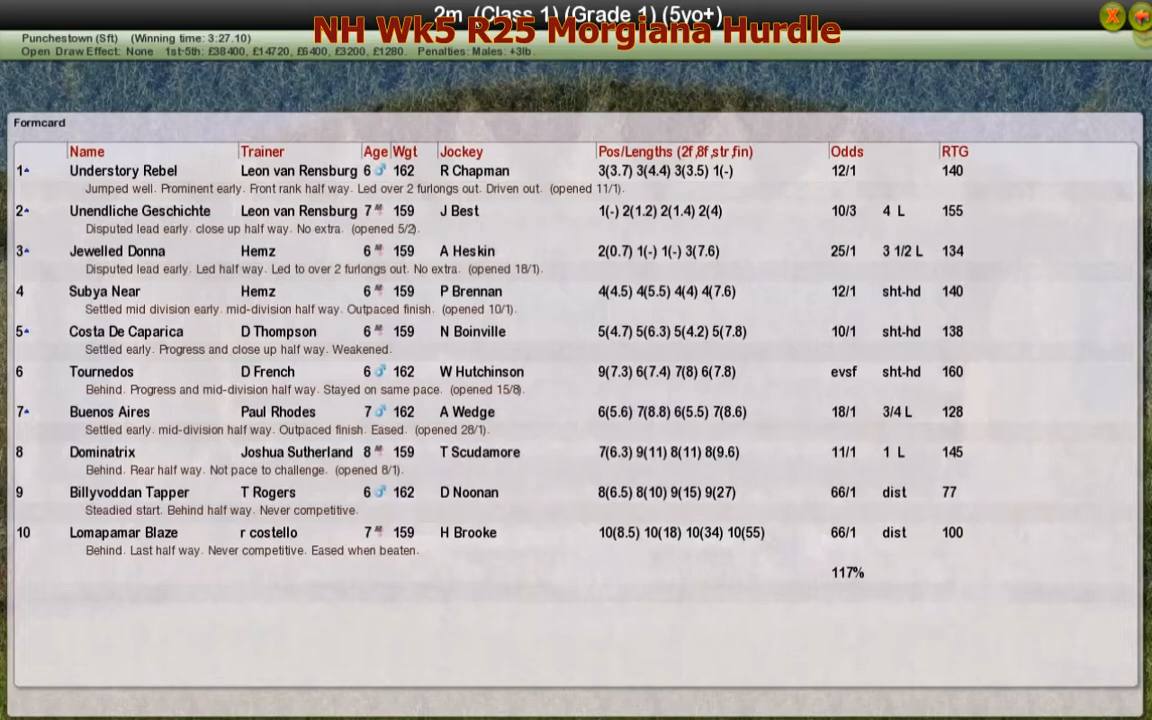 2m (Class 1) (Grade 1) (5yo+)
NH Wk5 R25 Morgiana Hurdle
Punchestown (Sft) (Winning time: 3:27.10)
Open Draw Effect: None 1st-5th: £38400, £14720, £6400, £3200, £1280. Penalties: Males: +3lb.
Formcard
Name Trainer Age Wgt Jockey Pos/Lengths (2f,8f,str,fin) Odds RTG
1 Understory Rebel Leon van Rensburg 6 ♂ 162 R Chapman 3(3.7) 3(4.4) 3(3.5) 1(-) 12/1 140
Jumped well. Prominent early. Front rank half way. Led over 2 furlongs out. Driven out. (opened 11/1).
2 Unendliche Geschichte Leon van Rensburg 7 159 J Best 1(-) 2(1.2) 2(1.4) 2(4) 10/3 4 L 155
Disputed lead early. close up half way. No extra. (opened 5/2).
3 Jewelled Donna Hemz 6 159 A Heskin 2(0.7) 1(-) 1(-) 3(7.6) 25/1 3 1/2 L 134
Disputed lead early. Led half way. Led to over 2 furlongs out. No extra. (opened 18/1).
4 Subya Near Hemz 6 159 P Brennan 4(4.5) 4(5.5) 4(4) 4(7.6) 12/1 sht-hd 140
Settled mid division early. mid-division half way. Outpaced finish. (opened 10/1).
5 Costa De Caparica D Thompson 6 159 N Boinville 5(4.7) 5(6.3) 5(4.2) 5(7.8) 10/1 sht-hd 138
Settled early. Progress and close up half way. Weakened.
6 Tournedos D French 6 ♂ 162 W Hutchinson 9(7.3) 6(7.4) 7(8) 6(7.8) evsf sht-hd 160
Behind. Progress and mid-division half way. Stayed on same pace. (opened 15/8).
7 Buenos Aires Paul Rhodes 7 ♂ 162 A Wedge 6(5.6) 7(8.8) 6(5.5) 7(8.6) 18/1 3/4 L 128
Settled early. mid-division half way. Outpaced finish. Eased. (opened 28/1).
8 Dominatrix Joshua Sutherland 8 159 T Scudamore 7(6.3) 9(11) 8(11) 8(9.6) 11/1 1 L 145
Behind. Rear half way. Not pace to challenge. (opened 8/1).
9 Billyvoddan Tapper T Rogers 6 ♂ 162 D Noonan 8(6.5) 8(10) 9(15) 9(27) 66/1 dist 77
Steadied start. Behind half way. Never competitive.
10 Lomapamar Blaze r costello 7 159 H Brooke 10(8.5) 10(18) 10(34) 10(55) 66/1 dist 100
Behind. Last half way. Never competitive. Eased when beaten.
117%